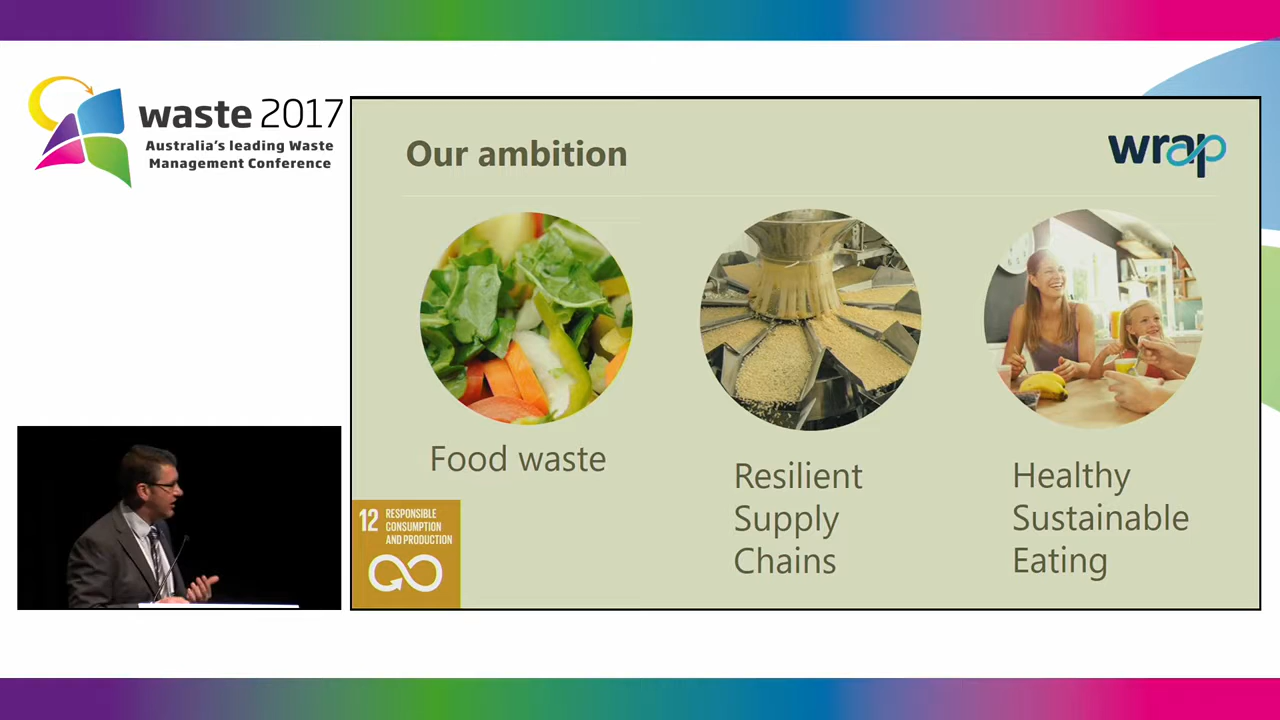 waste 2017
Australia's leading Waste
Management Conference
Our ambition
wrap
Food waste
Resilient
Supply
Chains
Healthy
Sustainable
Eating
12 RESPONSIBLE
CONSUMPTION
AND PRODUCTION